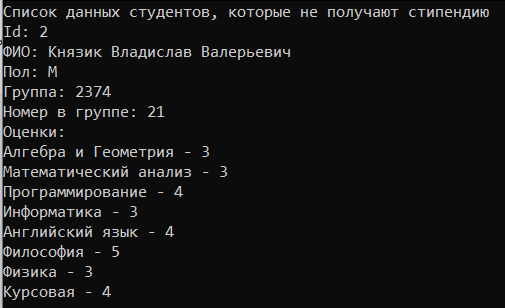 Список данных студентов, которые не получают стипендию
Id: 2
ФИО: Князик Владислав Валерьевич
Пол: М
Группа: 2374
Номер в группе: 21
Оценки:
Алгебра и Геометрия - 3
Математический анализ - 3
Программирование - 4
Информатика - 3
Английский язык - 4
Философия - 5
Физика - 3
Курсовая - 4